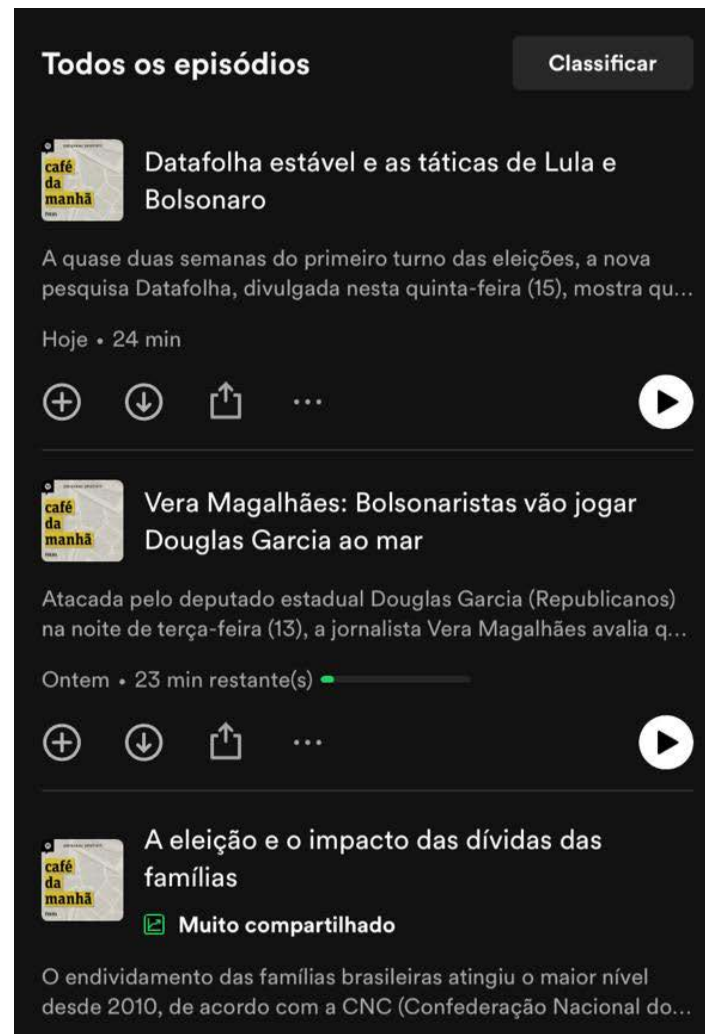 Todos os episódios
Classificar
café
da
manhã
Datafolha estável e as táticas de Lula e
Bolsonaro
A quase duas semanas do primeiro turno das eleições, a nova
pesquisa Datafolha, divulgada nesta quinta-feira (15), mostra qu...
Hoje • 24 min
café
da
manhã
Vera Magalhães: Bolsonaristas vão jogar
Douglas Garcia ao mar
Atacada pelo deputado estadual Douglas Garcia (Republicanos)
na noite de terça-feira (13), a jornalista Vera Magalhães avalia q...
Ontem • 23 min restante(s)
café
da
manhã
A eleição e o impacto das dívidas das
famílias
Muito compartilhado
O endividamento das famílias brasileiras atingiu o maior nível
desde 2010, de acordo com a CNC (Confederação Nacional do...